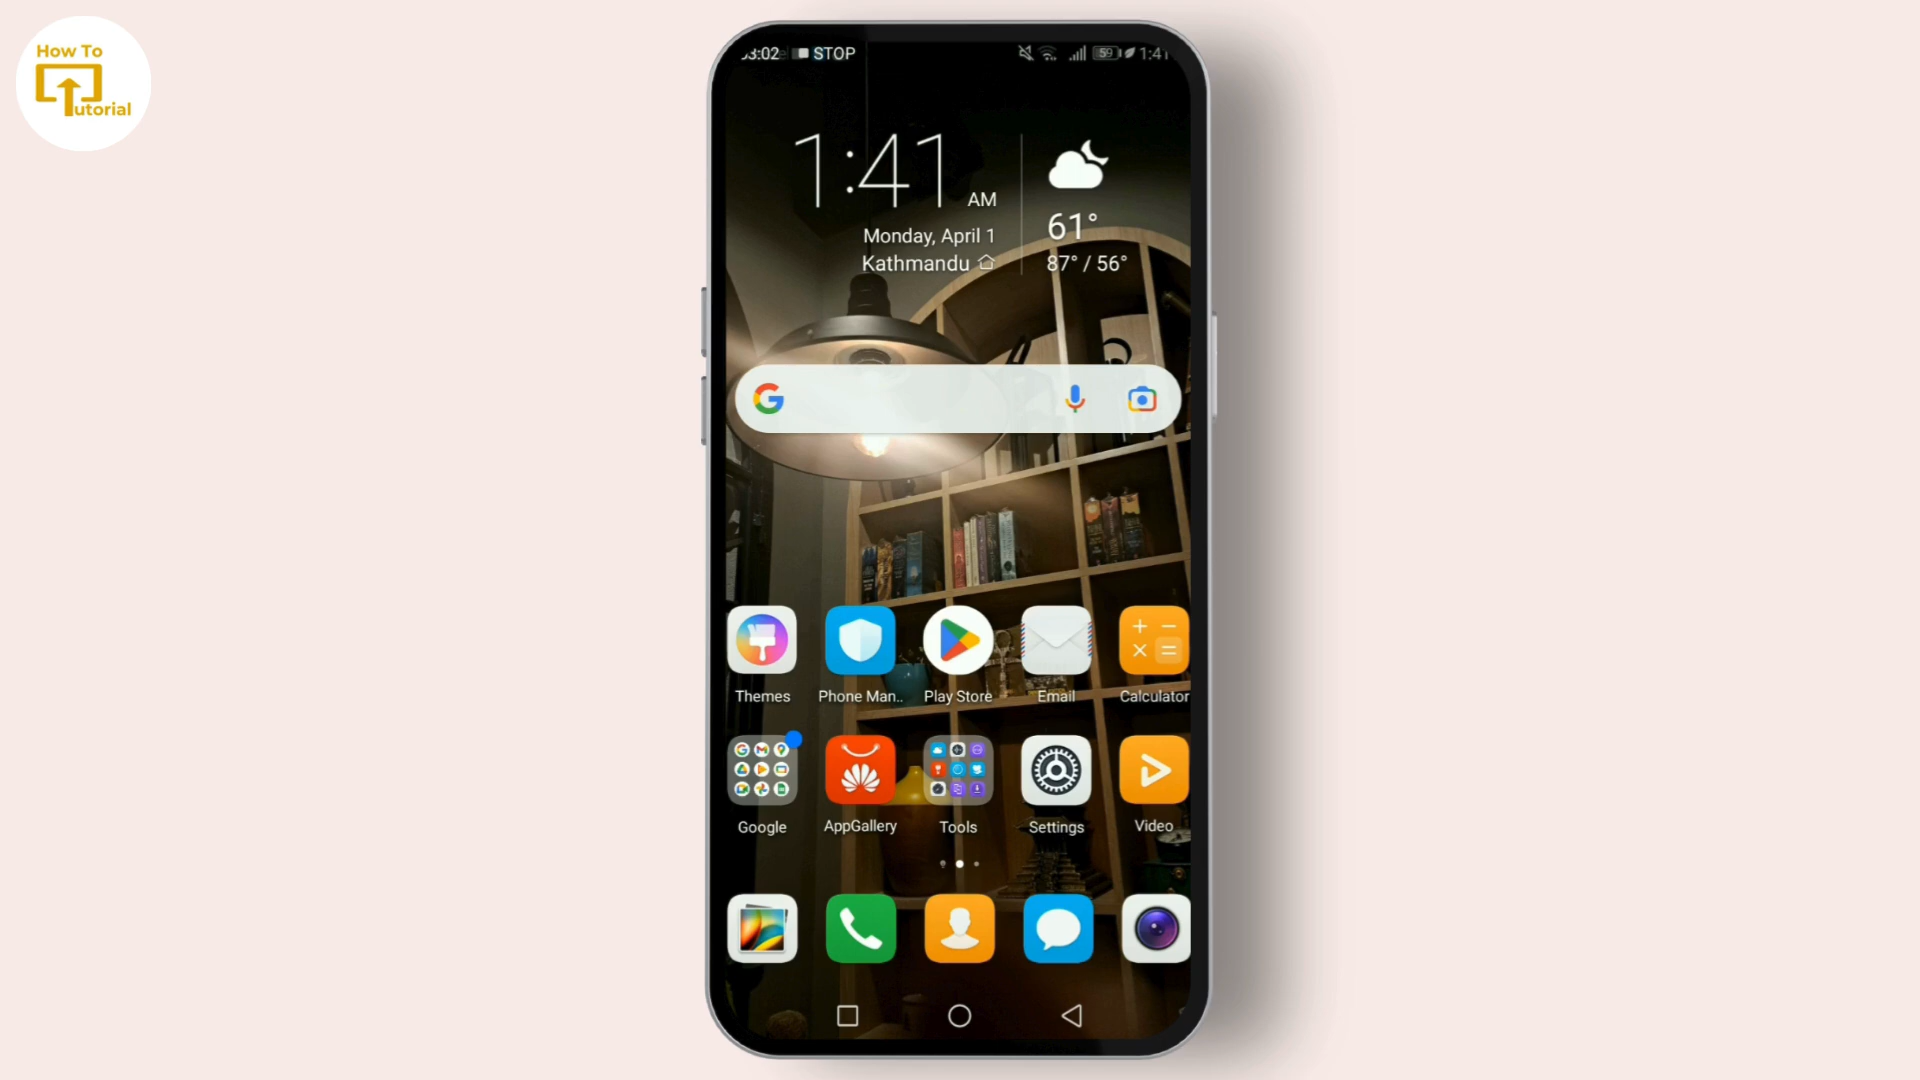 How To
utorial
3:02 STOP
59 1:41
1:41 AM
Monday, April 1
Kathmandu
61°
87° / 56°
Themes
Phone Man..
Play Store
Email
Calculator
Google
AppGallery
Tools
Settings
Video